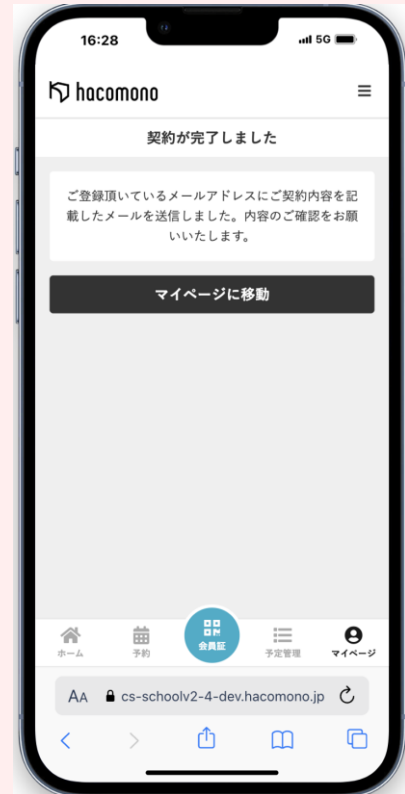 16:28
5G
hacomono
契約が完了しました
ご登録頂いているメールアドレスにご契約内容を記
載したメールを送信しました。内容のご確認をお願
いいたします。
マイページに移動
ホーム
予約
会員証
予定管理
マイページ
AA cs-schoolv2-4-dev.hacomono.jp